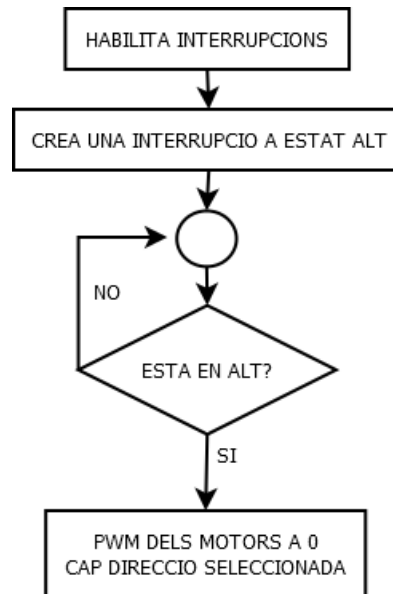 HABILITA INTERRUPCIONS
CREA UNA INTERRUPCIO A ESTAT ALT
NO
ESTA EN ALT?
SI
PWM DELS MOTORS A 0
CAP DIRECCIO SELECCIONADA